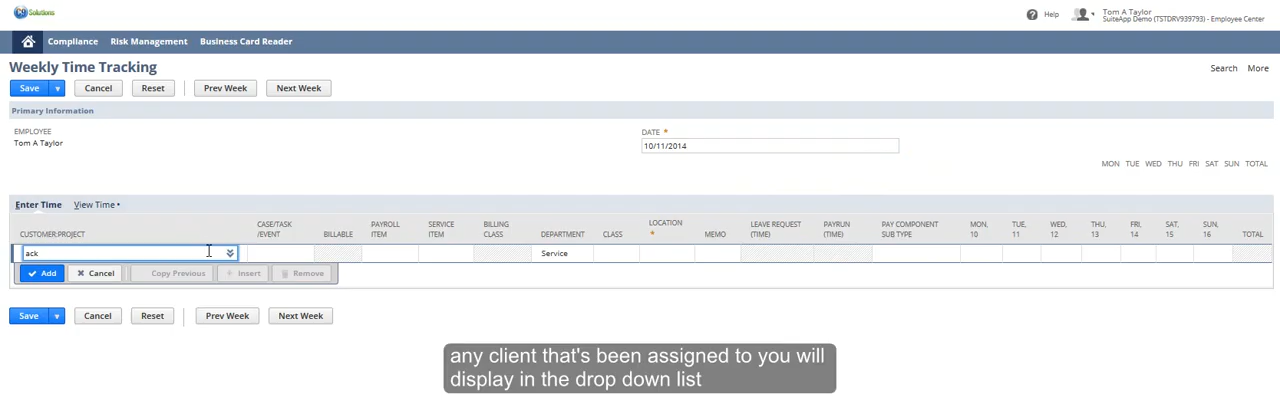 C9 Solutions
Help
Tom A Taylor
SuiteApp Demo (TSTDRV939793) - Employee Center
Compliance Risk Management Business Card Reader
Weekly Time Tracking
Search More
Save Cancel Reset Prev Week Next Week
Primary Information
EMPLOYEE
Tom A Taylor
DATE *
10/11/2014
MON TUE WED THU FRI SAT SUN TOTAL
Enter Time View Time •
CUSTOMER:PROJECT
CASE/TASK
/EVENT
BILLABLE
PAYROLL
ITEM
SERVICE
ITEM
BILLING
CLASS
DEPARTMENT
CLASS
LOCATION
*
MEMO
LEAVE REQUEST
(TIME)
PAYRUN
(TIME)
PAY COMPONENT
SUB TYPE
MON,
10
TUE,
11
WED,
12
THU,
13
FRI,
14
SAT,
15
SUN,
16
TOTAL
ack
Service
Add Cancel Copy Previous Insert Remove
Save Cancel Reset Prev Week Next Week
any client that's been assigned to you will
display in the drop down list